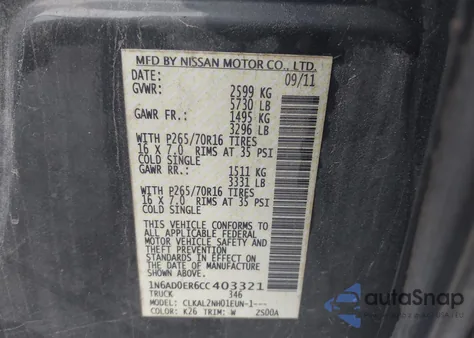 MFD BY NISSAN MOTOR CO., LTD.
DATE: 09/11
GVWR: 2599 KG
5730 LB
GAWR FR.: 1495 KG
3296 LB
WITH P265/70R16 TIRES
16 X 7.0 RIMS AT 35 PSI
COLD SINGLE
GAWR RR.: 1511 KG
3331 LB
WITH P265/70R16 TIRES
16 X 7.0 RIMS AT 35 PSI
COLD SINGLE
THIS VEHICLE CONFORMS TO
ALL APPLICABLE FEDERAL
MOTOR VEHICLE SAFETY
STANDARDS IN EFFECT ON
THE DATE OF MANUFACTURE
SHOWN ABOVE.
1N6AD0ER6CC403321
TRUCK 346
MODEL: CLKAL2NH01EUN-1---
COLOR: K26 TRIM: W 2S00A
autoSnap